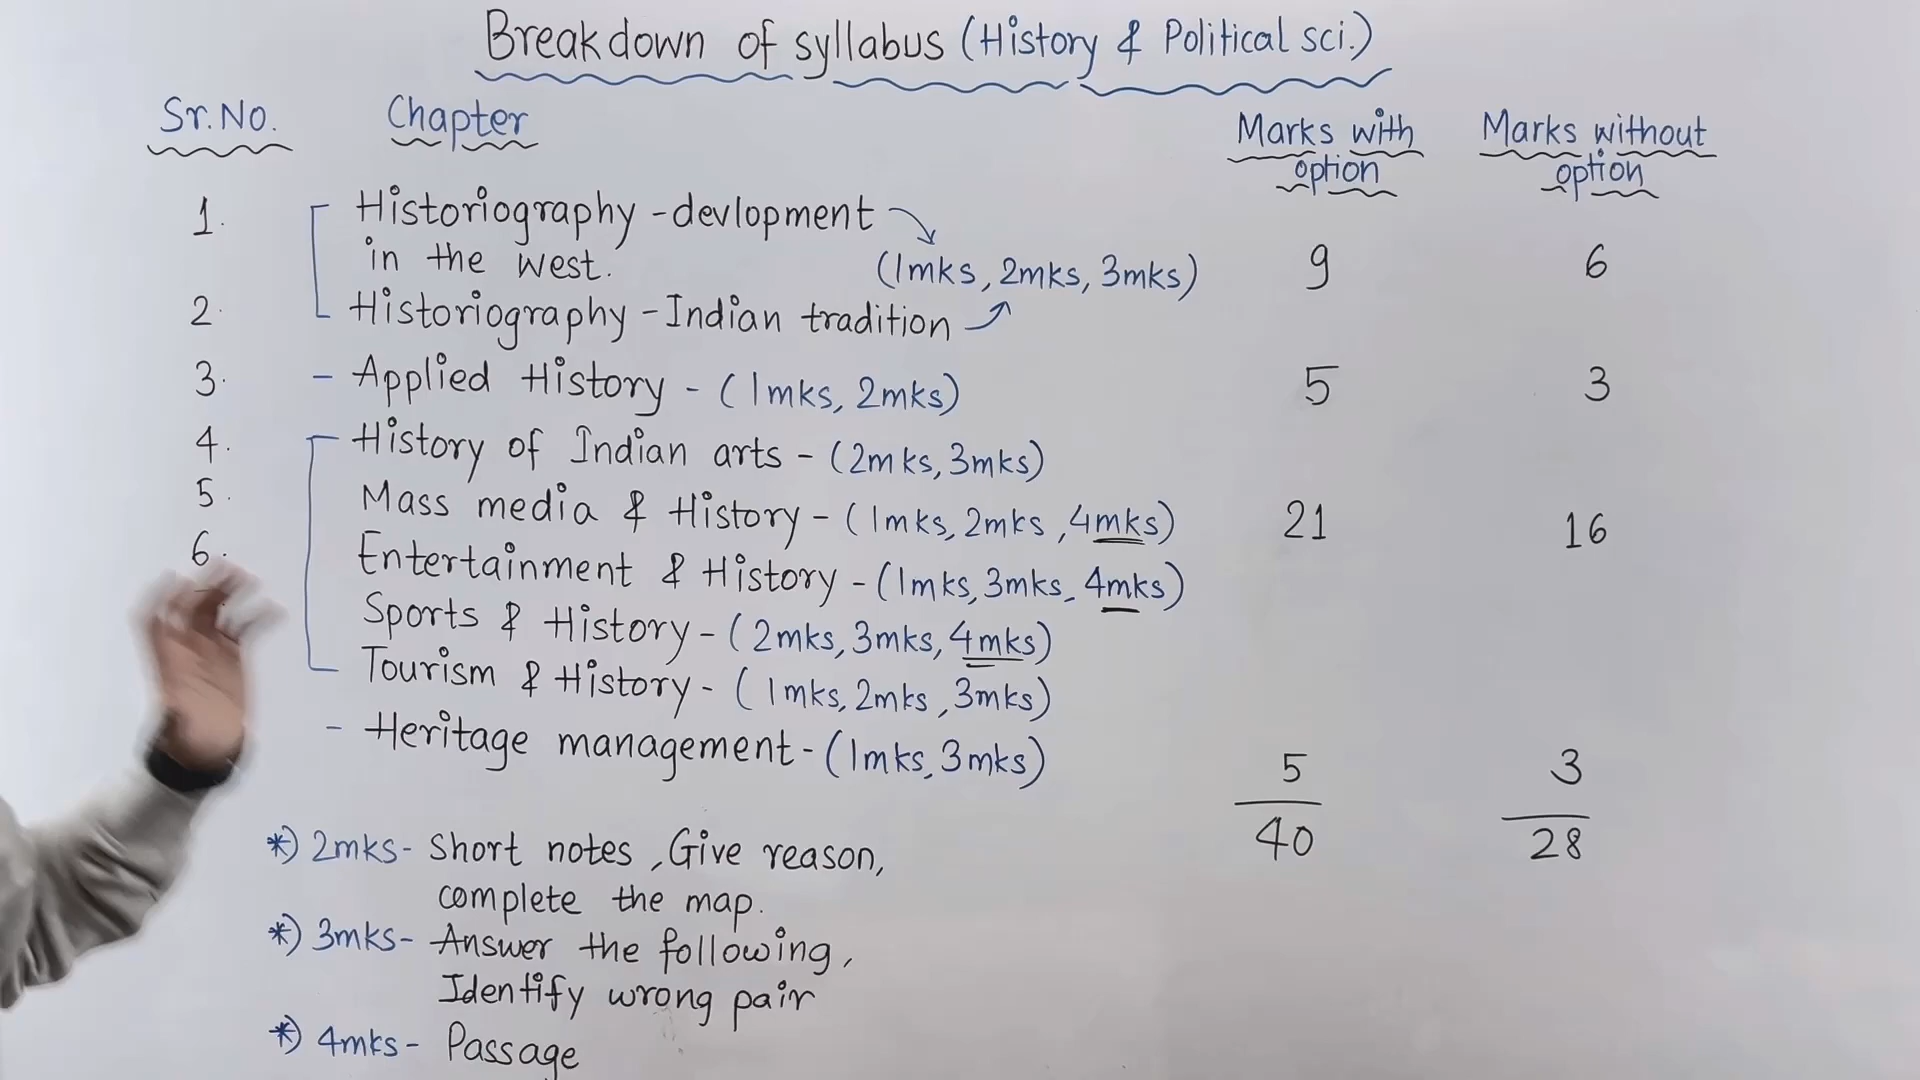 Breakdown of syllabus (History & Political sci.)
Sr.No. Chapter Marks with option Marks without option
1. Historiography - devlopment
in the west. (1mks, 2mks, 3mks) 9 6
2. Historiography - Indian tradition
3. - Applied History - (1mks, 2mks) 5 3
4. History of Indian arts - (2mks, 3mks)
5. Mass media & History - (1mks, 2mks, 4mks) 21 16
6. Entertainment & History - (1mks, 3mks, 4mks)
Sports & History - (2mks, 3mks, 4mks)
Tourism & History - (1mks, 2mks, 3mks)
- Heritage management - (1mks, 3mks) 5 3
40 28
*) 2mks - Short notes, Give reason,
complete the map.
*) 3mks - Answer the following,
Identify wrong pair
*) 4mks - Passage